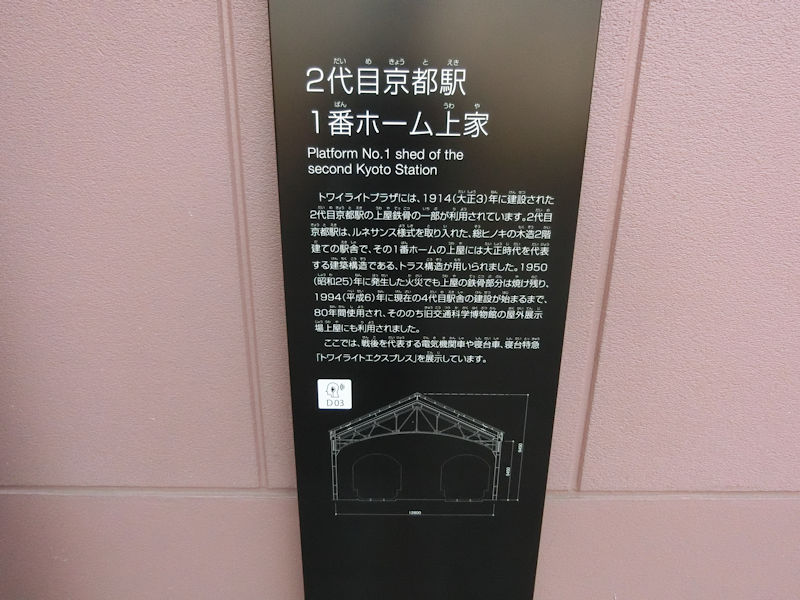 2代目京都駅
1番ホーム上家
Platform No.1 shed of the
second Kyoto Station
トワイライトプラザには、1914(大正3)年に建設された
2代目京都駅の上屋鉄骨の一部が利用されています。2代目
京都駅は、ルネサンス様式を取り入れた、総ヒノキの木造2階
建ての駅舎で、その1番ホームの上屋には大正時代を代表
する建築構造である、トラス構造が用いられました。1950
(昭和25)年に発生した火災でも上屋の鉄骨部分は焼け残り、
1994(平成6)年に現在の4代目駅舎の建設が始まるまで、
80年間使用され、そののち旧交通科学博物館の屋外展示
場上屋にも利用されました。
ここでは、戦後を代表する電気機関車や寝台車、寝台特急
「トワイライトエクスプレス」を展示しています。
D 03
12800